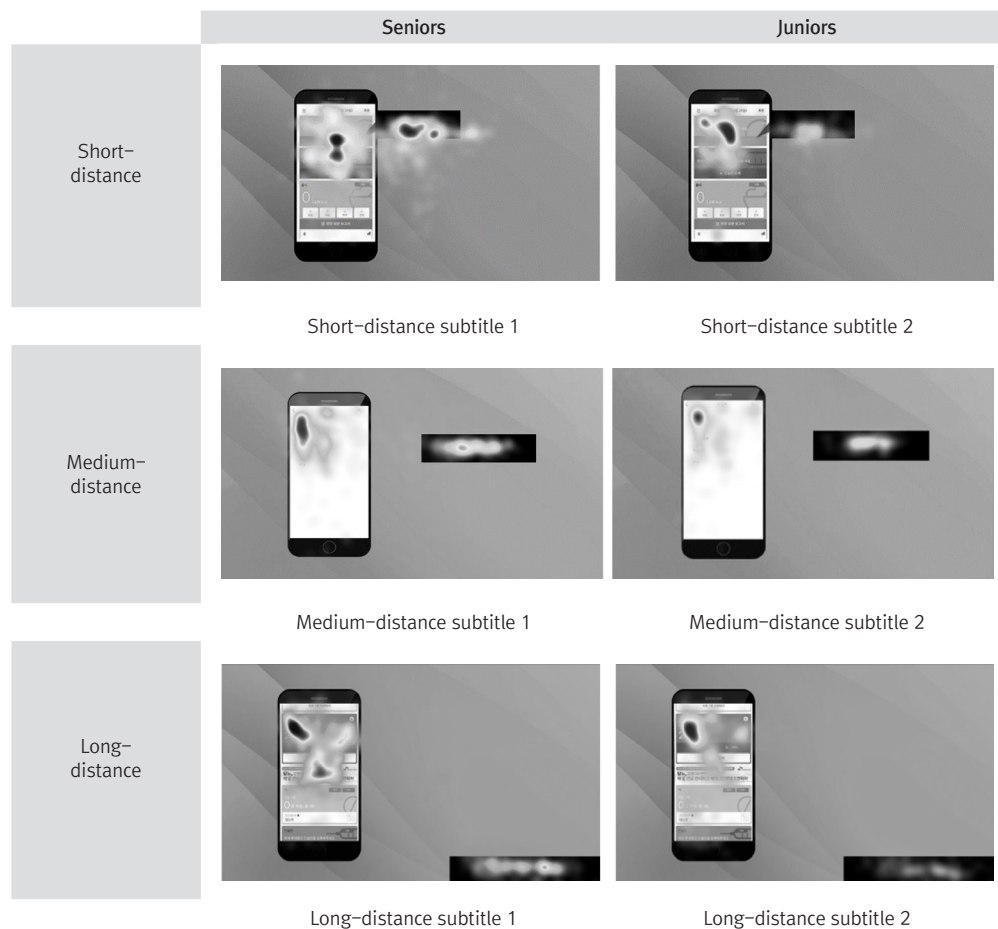 Seniors
Juniors
Short–
distance
Short–distance subtitle 1
Short–distance subtitle 2
Medium–
distance
Medium–distance subtitle 1
Medium–distance subtitle 2
Long–
distance
Long–distance subtitle 1
Long–distance subtitle 2